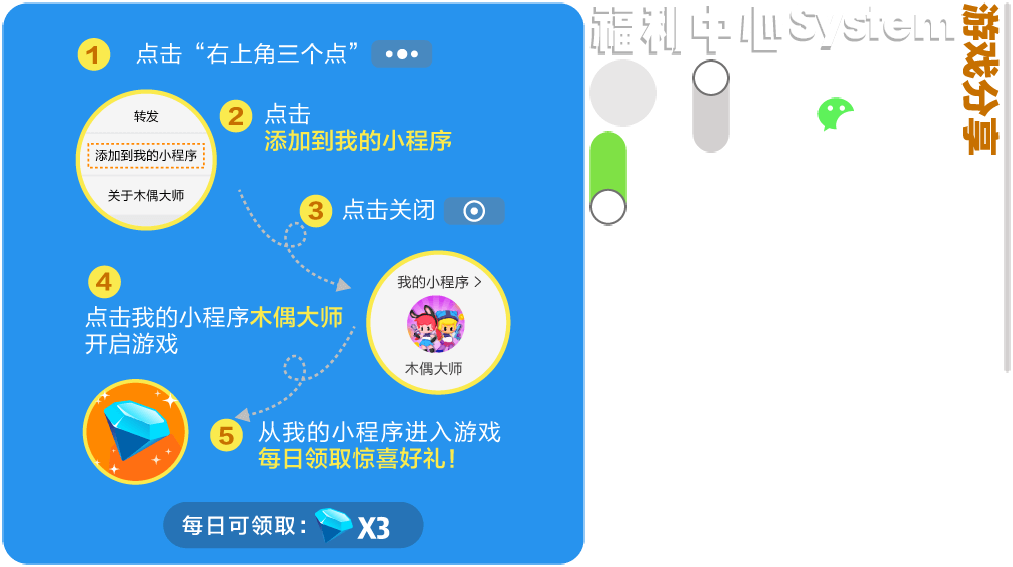 1 点击“右上角三个点”
转发
添加到我的小程序
关于木偶大师
2 点击
添加到我的小程序
3 点击关闭
我的小程序
木偶大师
4
点击我的小程序木偶大师
开启游戏
5 从我的小程序进入游戏
每日领取惊喜好礼！
每日可领取： X3
福利中心System
游戏分享